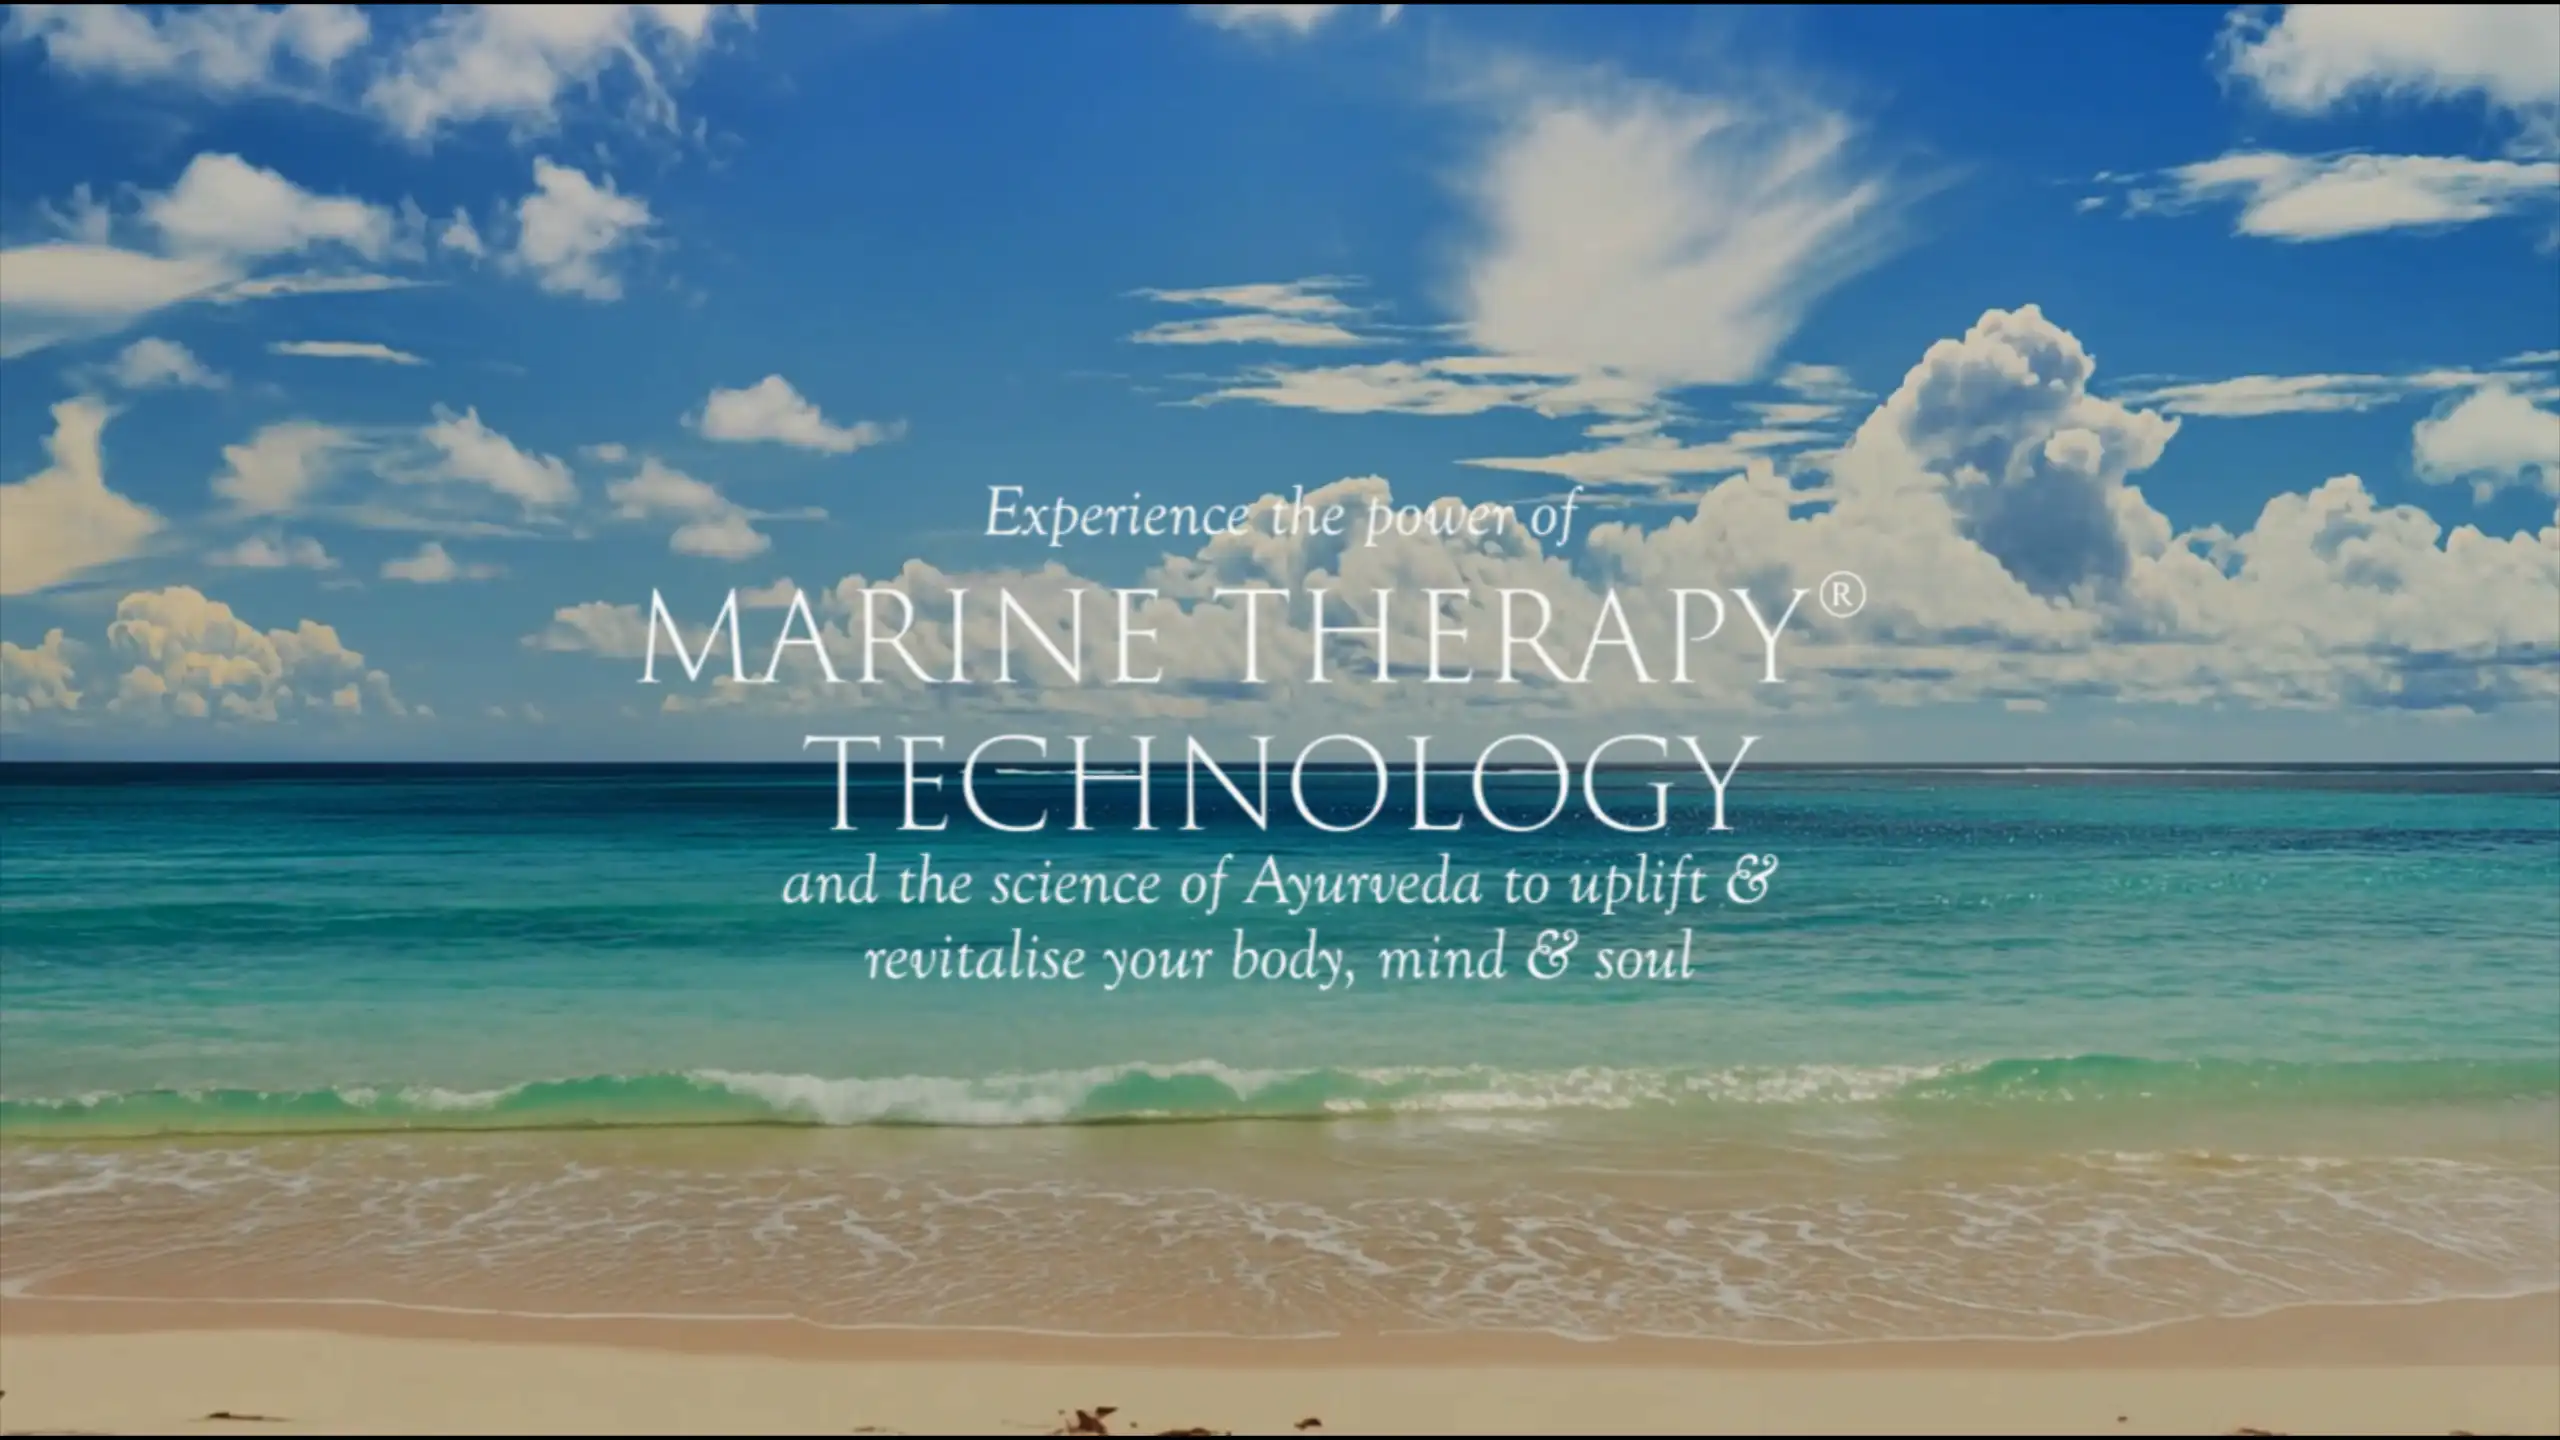 Experience the power of
MARINE THERAPY®
TECHNOLOGY
and the science of Ayurveda to uplift &
revitalise your body, mind & soul